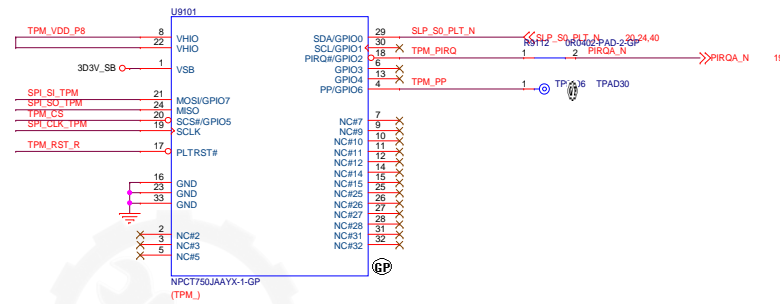 U9101
TPM_VDD_P8 8 VHIO
22 VHIO
3D3V_SB 1 VSB
SPI_SI_TPM 21 MOSI/GPIO7
SPI_SO_TPM 24 MISO
TPM_CS 20 SCS#/GPIO5
SPI_CLK_TPM 19 SCLK
TPM_RST_R 17 PLTRST#
16 GND
23 GND
33 GND
2 NC#2
3 NC#3
5 NC#5
SDA/GPIO0 29 SLP_S0_PLT_N SLP_S0_PLT_N 20,24,40
SCL/GPIO1 30
R9112 0R0402-PAD-2-GP
PIRQ#/GPIO2 18 TPM_PIRQ 1 2 PIRQA_N PIRQA_N 19
GPIO3 6
GPIO4 13
PP/GPIO6 4 TPM_PP 1 TPAD30
NC#7 7
NC#9 9
NC#10 10
NC#11 11
NC#12 12
NC#14 14
NC#15 15
NC#25 25
NC#26 26
NC#27 27
NC#28 28
NC#31 31
NC#32 32
GP
NPCT750JAAYX-1-GP
(TPM_)